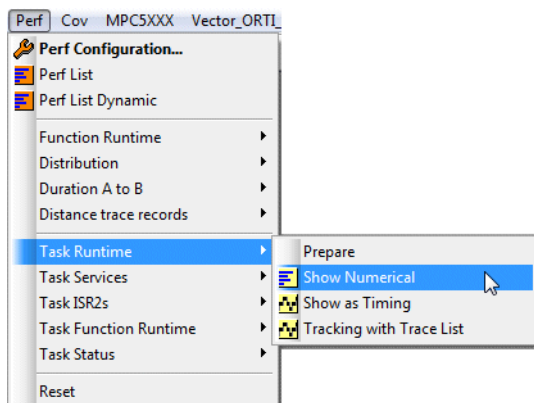 Perf Cov MPC5XXX Vector_ORTI_
Perf Configuration...
Perf List
Perf List Dynamic
Function Runtime
Distribution
Duration A to B
Distance trace records
Task Runtime
Prepare
Task Services
Show Numerical
Task ISR2s
Show as Timing
Task Function Runtime
Tracking with Trace List
Task Status
Reset